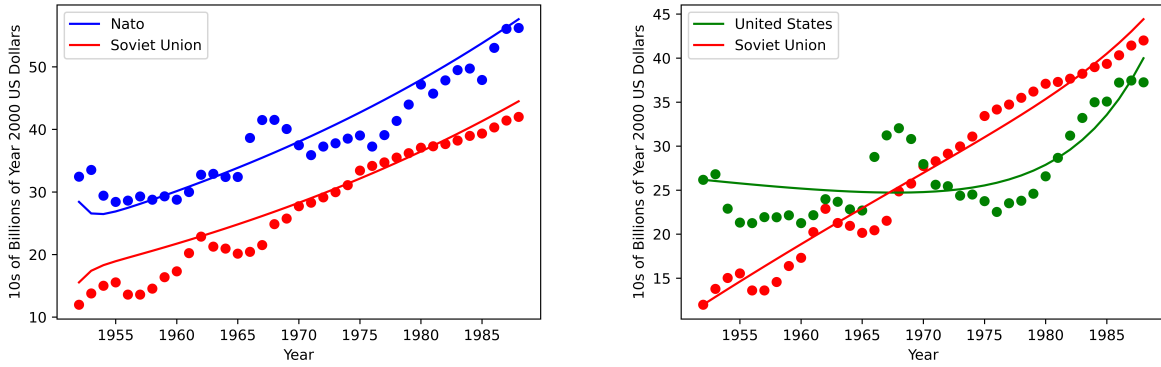 Nato
Soviet Union
10s of Billions of Year 2000 US Dollars
50
40
30
20
10
1955 1960 1965 1970 1975 1980 1985
Year
United States
Soviet Union
10s of Billions of Year 2000 US Dollars
45
40
35
30
25
20
15
1955 1960 1965 1970 1975 1980 1985
Year